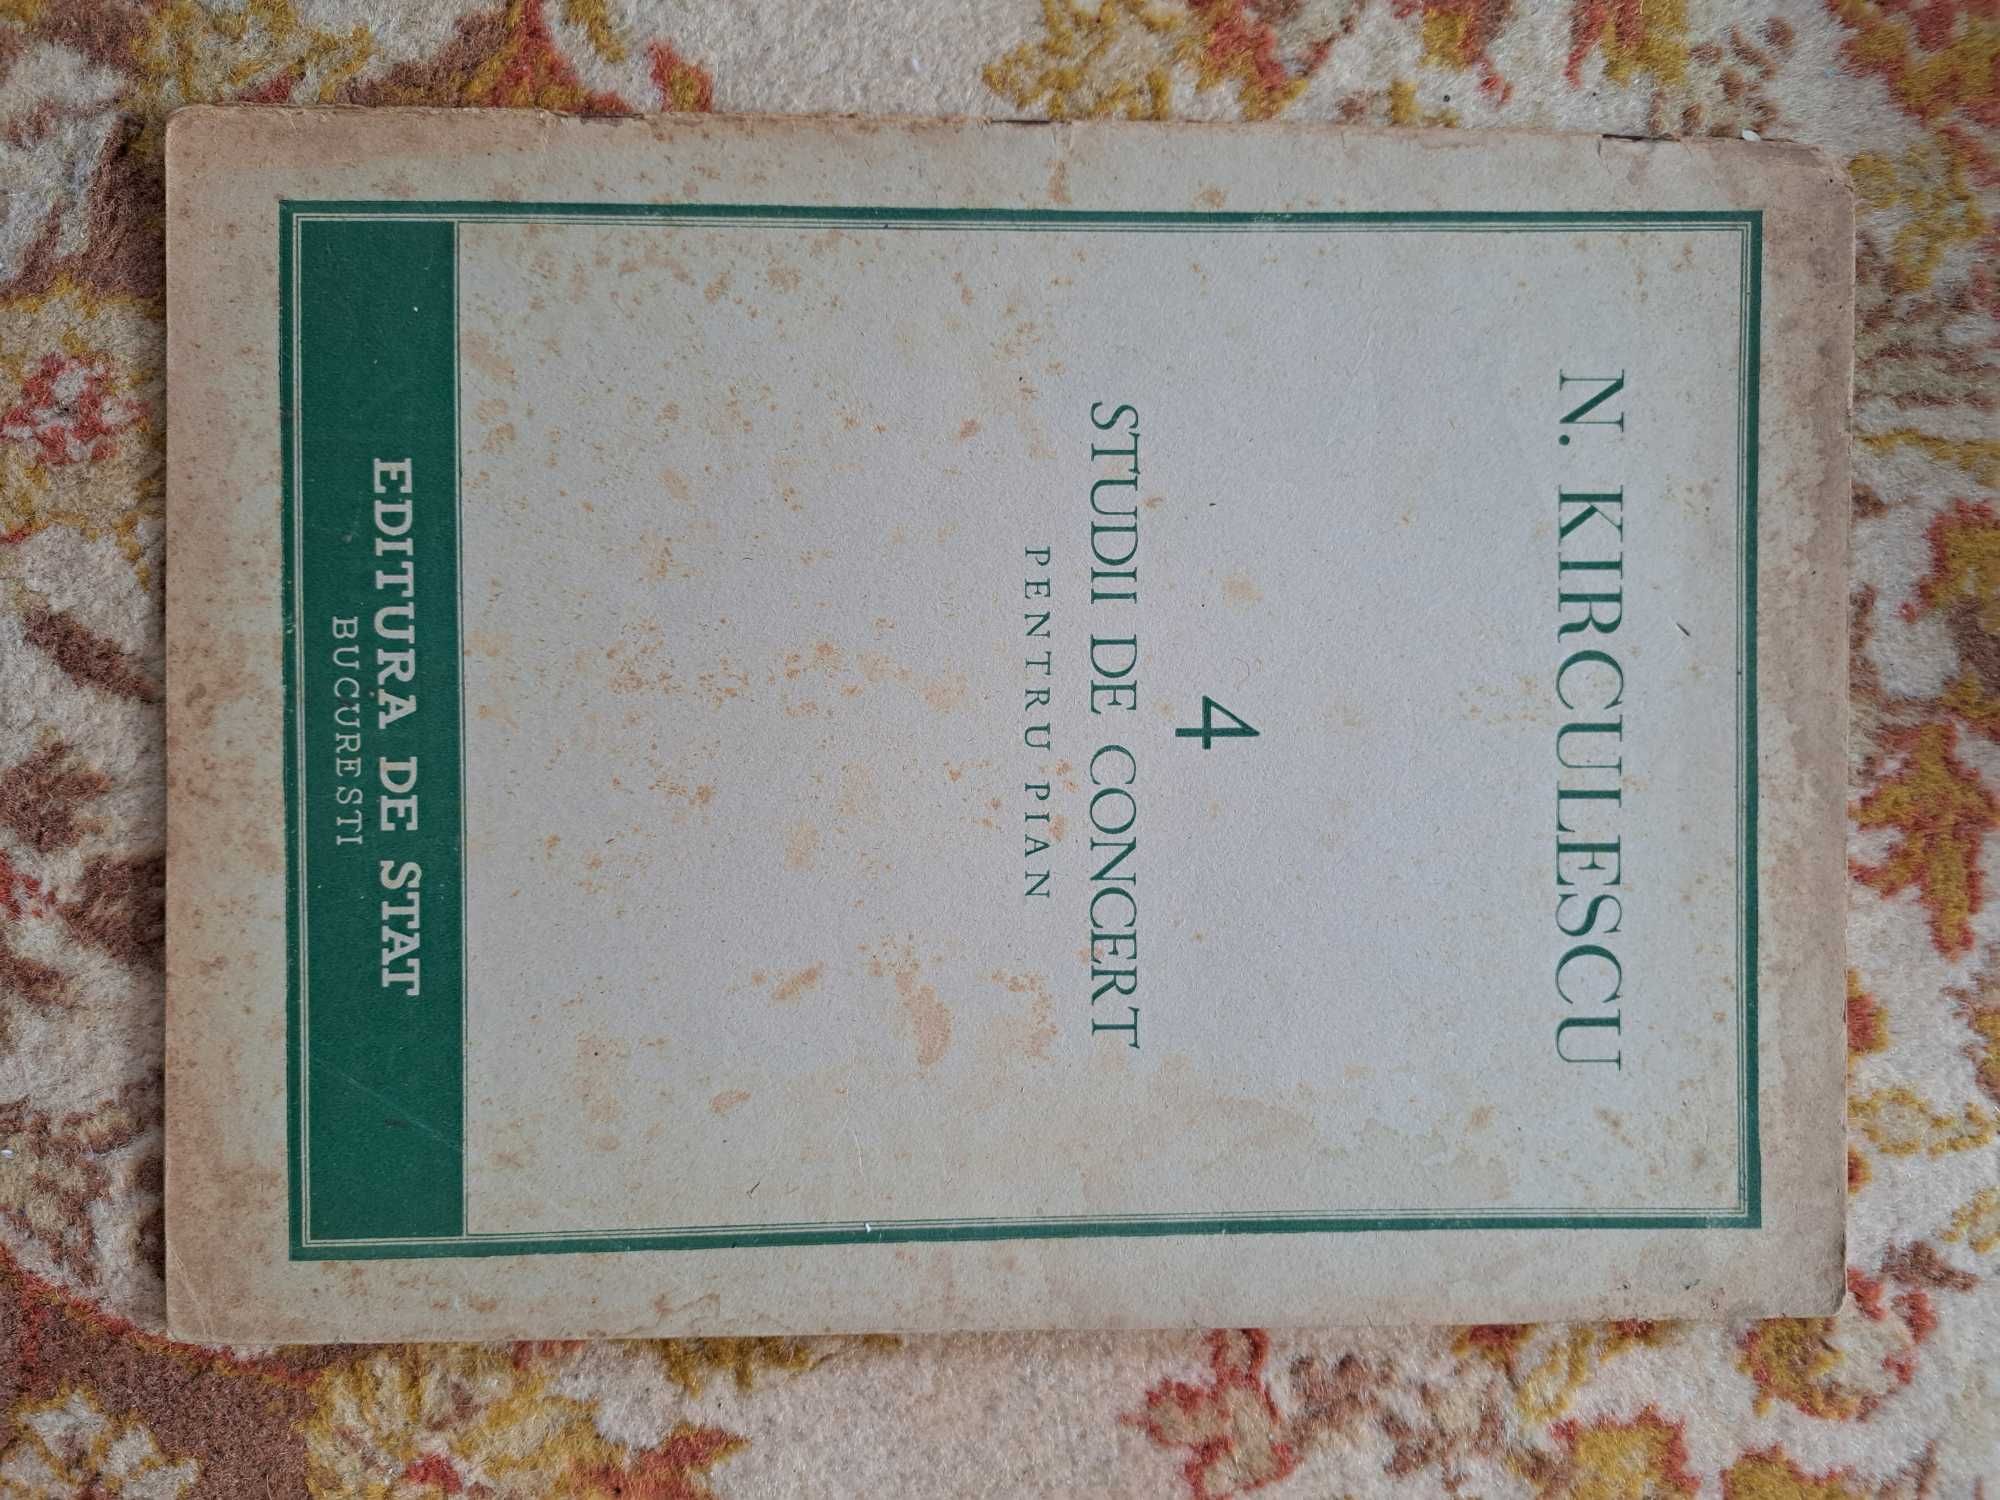 N. KIRCULESCU
4
STUDII DE CONCERT
PENTRU PIAN
EDITURA DE STAT
BUCUREȘTI